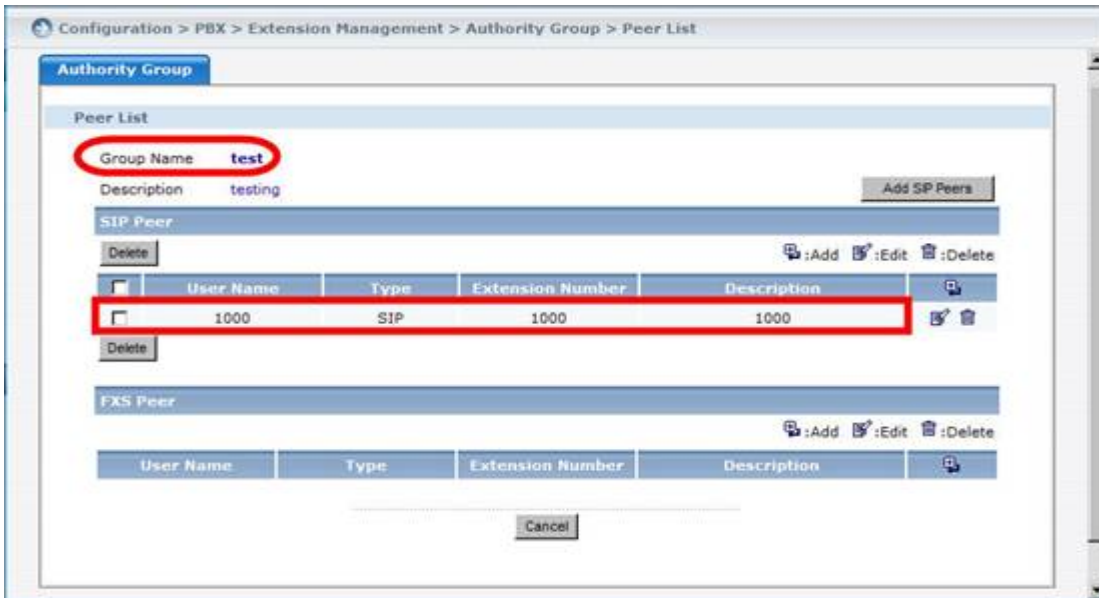 Configuration > PBX > Extension Management > Authority Group > Peer List
Authority Group
Peer List
Group Name test
Description testing
Add SIP Peers
SIP Peer
Delete :Add :Edit :Delete
User Name Type Extension Number Description
1000 SIP 1000 1000
Delete
FXS Peer
:Add :Edit :Delete
User Name Type Extension Number Description
Cancel